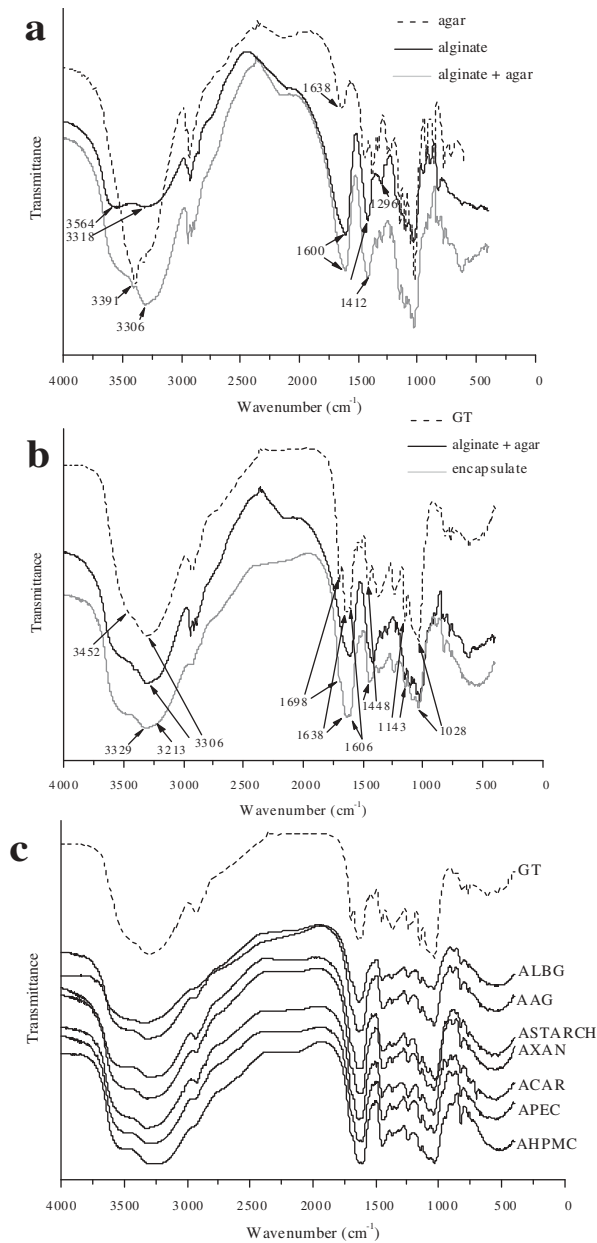 a
agar
alginate
alginate + agar
1638
Transmittance
3564
3318
1296
1600
1412
3391
3306
4000 3500 3000 2500 2000 1500 1000 500 0
Wavenumber (cm-1)
b
GT
alginate + agar
encapsulate
Transmittance
3452
1698
1448
1143
1028
3329
3213
3306
1638
1606
4000 3500 3000 2500 2000 1500 1000 500 0
Wavenumber (cm-1)
c
GT
Transmittance
ALBG
AAG
ASTARCH
AXAN
ACAR
APEC
AHPMC
4000 3500 3000 2500 2000 1500 1000 500 0
Wavenumber (cm-1)